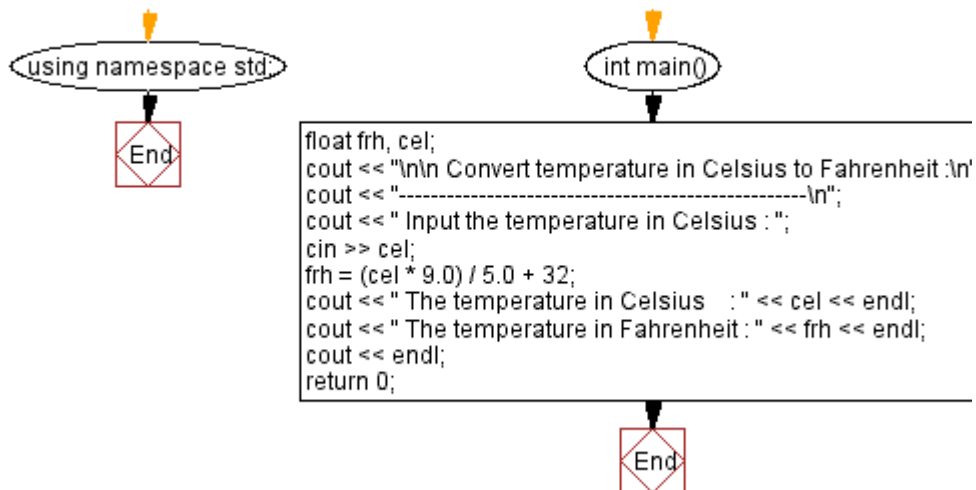 using namespace std;
End
int main()
float frh, cel;
cout << "\n\n Convert temperature in Celsius to Fahrenheit :\n"
cout << "---------------------------------------------------\n";
cout << " Input the temperature in Celsius : ";
cin >> cel;
frh = (cel * 9.0) / 5.0 + 32;
cout << " The temperature in Celsius    : " << cel << endl;
cout << " The temperature in Fahrenheit : " << frh << endl;
cout << endl;
return 0;
End